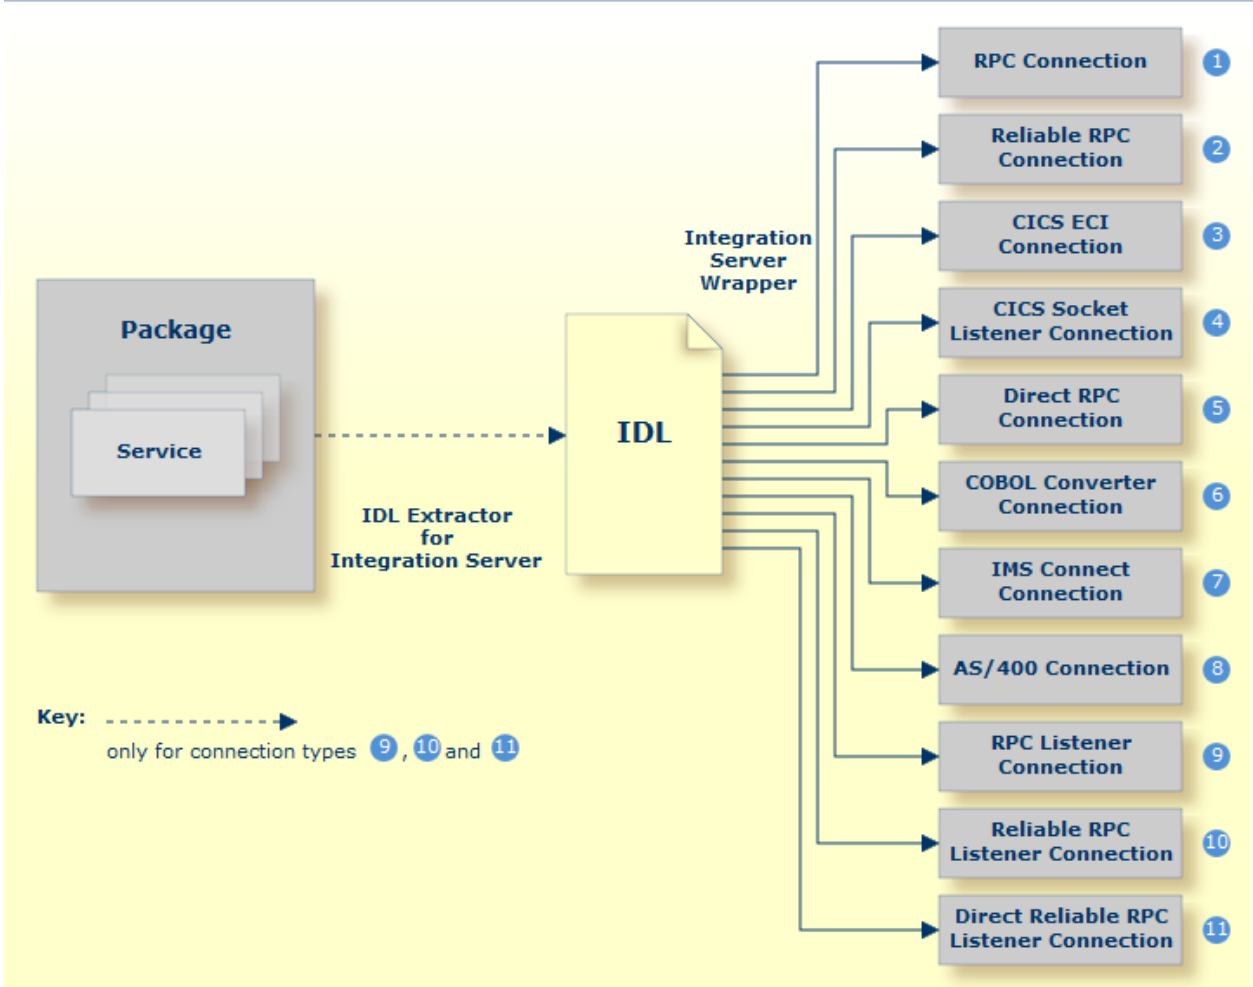 RPC Connection
1
Reliable RPC
Connection
2
CICS ECI
Connection
3
Integration
Server
Wrapper
CICS Socket
Listener Connection
4
Package
Service
IDL
Direct RPC
Connection
5
COBOL Converter
Connection
6
IDL Extractor
for
Integration Server
IMS Connect
Connection
7
AS/400 Connection
8
Key:
only for connection types 9 , 10 and 11
RPC Listener
Connection
9
Reliable RPC
Listener Connection
10
Direct Reliable RPC
Listener Connection
11